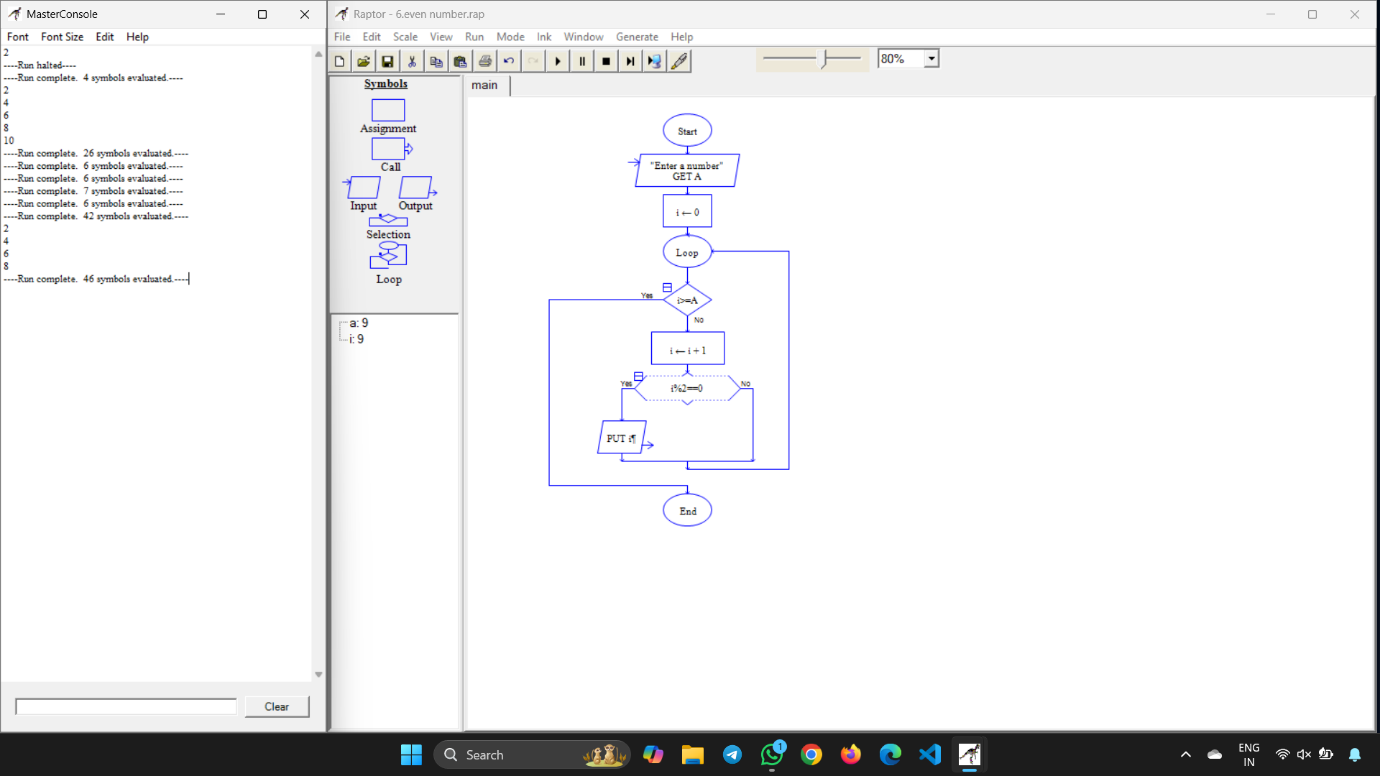 MasterConsole
Font Font Size Edit Help
2
----Run halted----
----Run complete. 4 symbols evaluated.----
2
4
6
8
10
----Run complete. 26 symbols evaluated.----
----Run complete. 6 symbols evaluated.----
----Run complete. 6 symbols evaluated.----
----Run complete. 7 symbols evaluated.----
----Run complete. 6 symbols evaluated.----
----Run complete. 42 symbols evaluated.----
2
4
6
8
----Run complete. 46 symbols evaluated.----
Clear
Raptor - 6.even number.rap
File Edit Scale View Run Mode Ink Window Generate Help
80%
Symbols
Assignment
Call
Input Output
Selection
Loop
a: 9
i: 9
main
Start
"Enter a number"
GET A
i ← 0
Loop
Yes
i>=A
No
i ← i + 1
Yes
i%2==0
No
PUT i¶
End
Search
1
ENG
IN